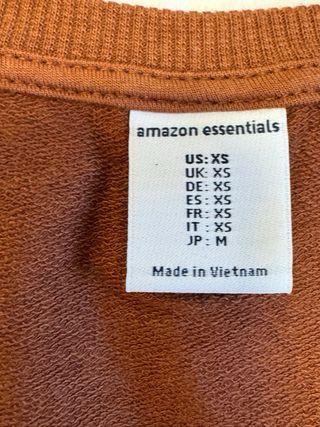 amazon essentials
US: XS
UK: XS
DE: XS
ES : XS
FR : XS
IT : XS
JP : M
Made in Vietnam